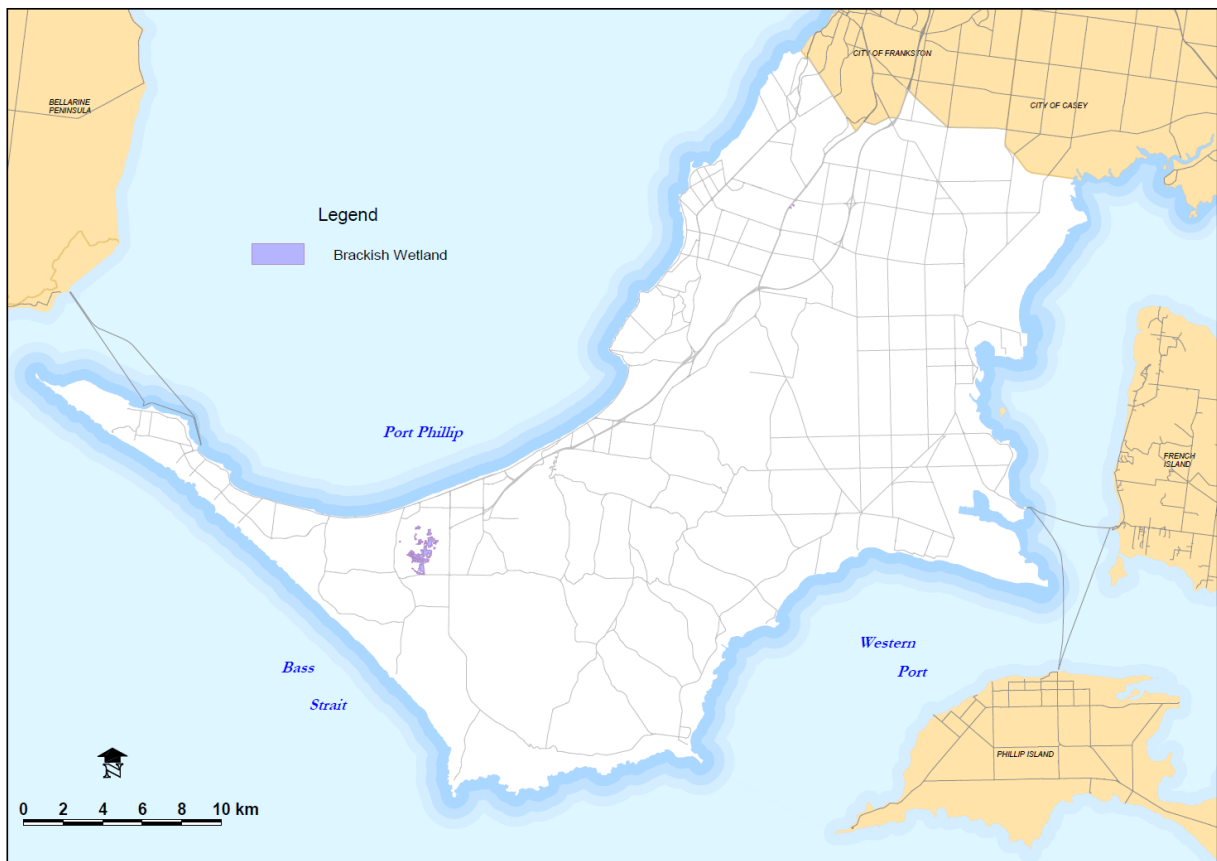 CITY OF FRANKSTON
BELLARINE
PENINSULA
CITY OF CASEY
Legend
Brackish Wetland
Port Phillip
FRENCH
ISLAND
Western
Port
Bass
Strait
PHILLIP ISLAND
N
0 2 4 6 8 10 km